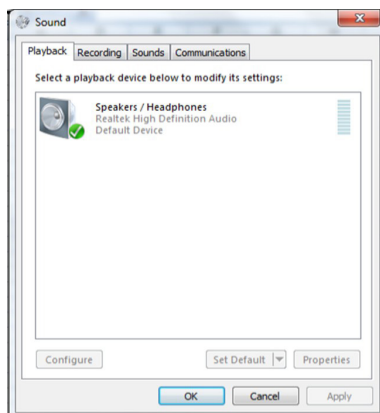 Sound
Playback Recording Sounds Communications
Select a playback device below to modify its settings:
Speakers / Headphones
Realtek High Definition Audio
Default Device
Configure Set Default Properties
OK Cancel Apply